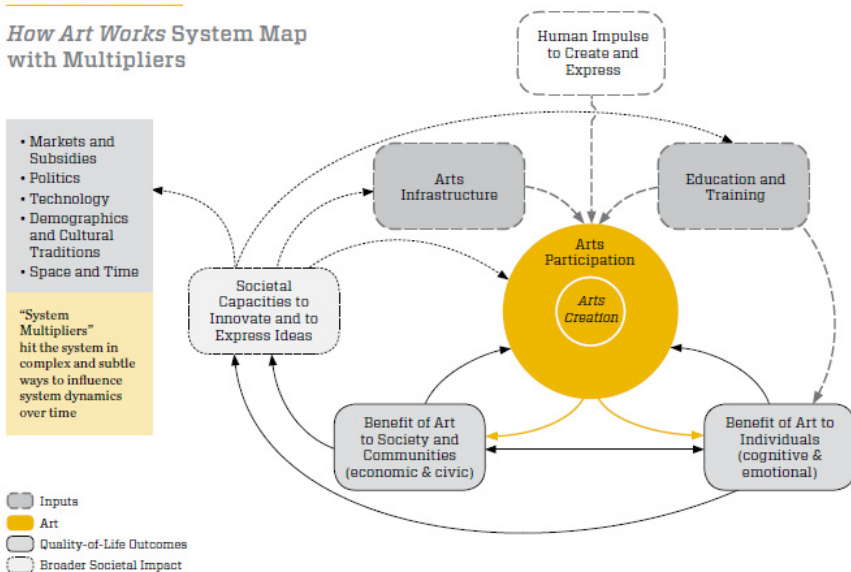 How Art Works System Map
with Multipliers
Human Impulse
to Create and
Express
• Markets and
Subsidies
• Politics
• Technology
• Demographics
and Cultural
Traditions
• Space and Time
"System
Multipliers"
hit the system in
complex and subtle
ways to influence
system dynamics
over time
Arts
Infrastructure
Education and
Training
Arts
Participation
Arts
Creation
Societal
Capacities to
Innovate and to
Express Ideas
Benefit of Art
to Society and
Communities
(economic & civic)
Benefit of Art to
Individuals
(cognitive &
emotional)
Inputs
Art
Quality-of-Life Outcomes
Broader Societal Impact